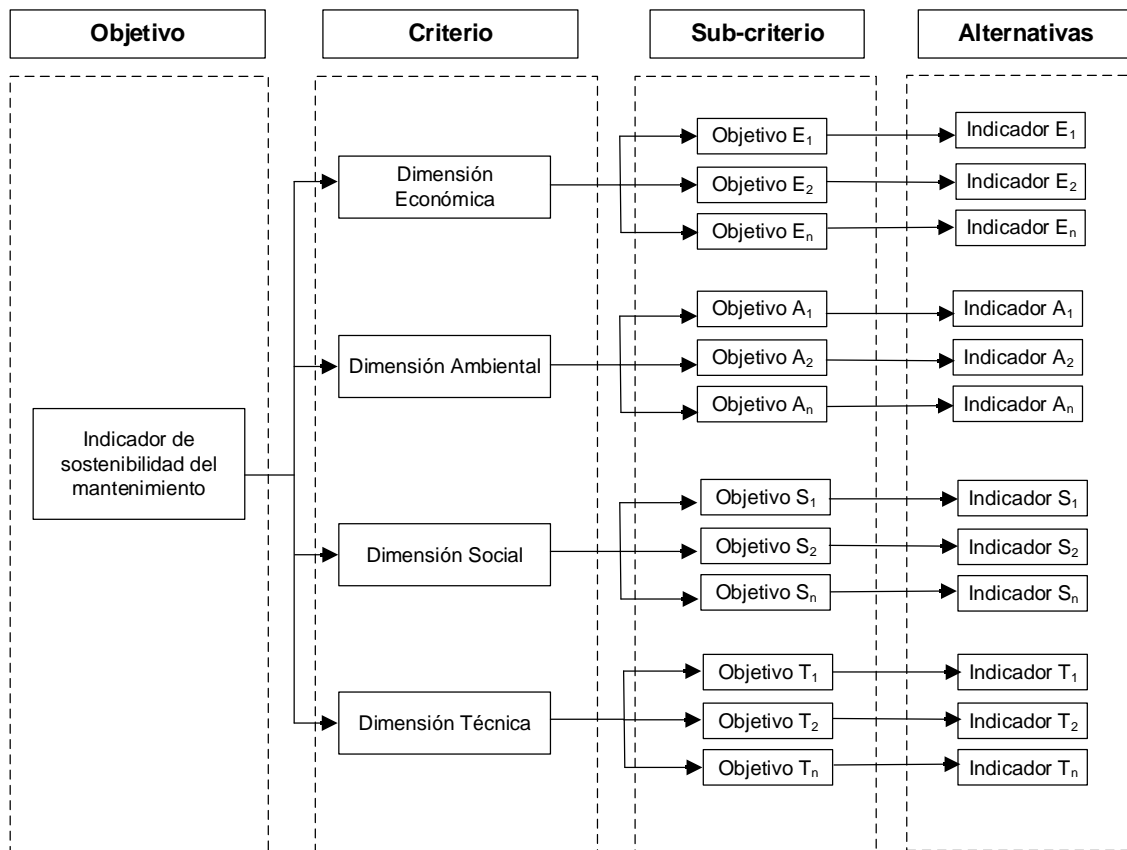 Objetivo
Criterio
Sub-criterio
Alternativas
Indicador de
sostenibilidad del
mantenimiento
Dimensión
Económica
Objetivo E1
Indicador E1
Objetivo E2
Indicador E2
Objetivo En
Indicador En
Dimensión Ambiental
Objetivo A1
Indicador A1
Objetivo A2
Indicador A2
Objetivo An
Indicador An
Dimensión Social
Objetivo S1
Indicador S1
Objetivo S2
Indicador S2
Objetivo Sn
Indicador Sn
Dimensión Técnica
Objetivo T1
Indicador T1
Objetivo T2
Indicador T2
Objetivo Tn
Indicador Tn